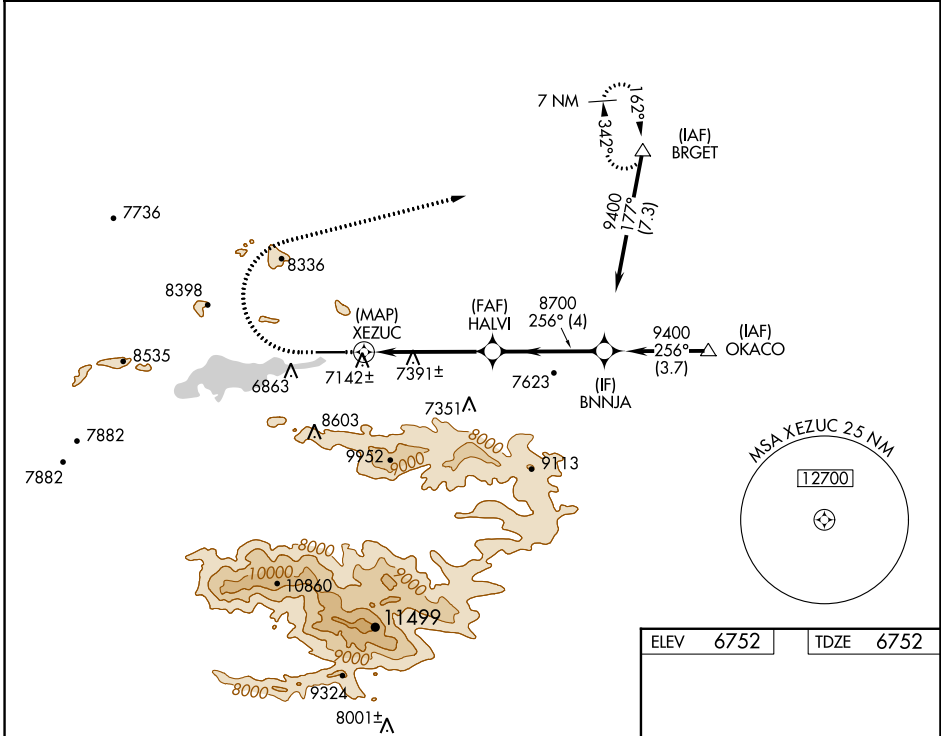 7 NM
162°
342°
(IAF)
BRGET
9400
177°
(7.3)
7736
8336
8398
(MAP)
XEZUC
(FAF)
HALVI
8700
256° (4)
9400
256°
(3.7)
(IAF)
OKACO
8535
6863
7142±
7391±
7623
(IF)
BNNJA
7351
8603
8000
7882
9952
9000
9113
7882
MSA XEZUC 25 NM
12700
8000
10000
10860
9000
11499
9000
8000
9324
8001±
ELEV 6752
TDZE 6752